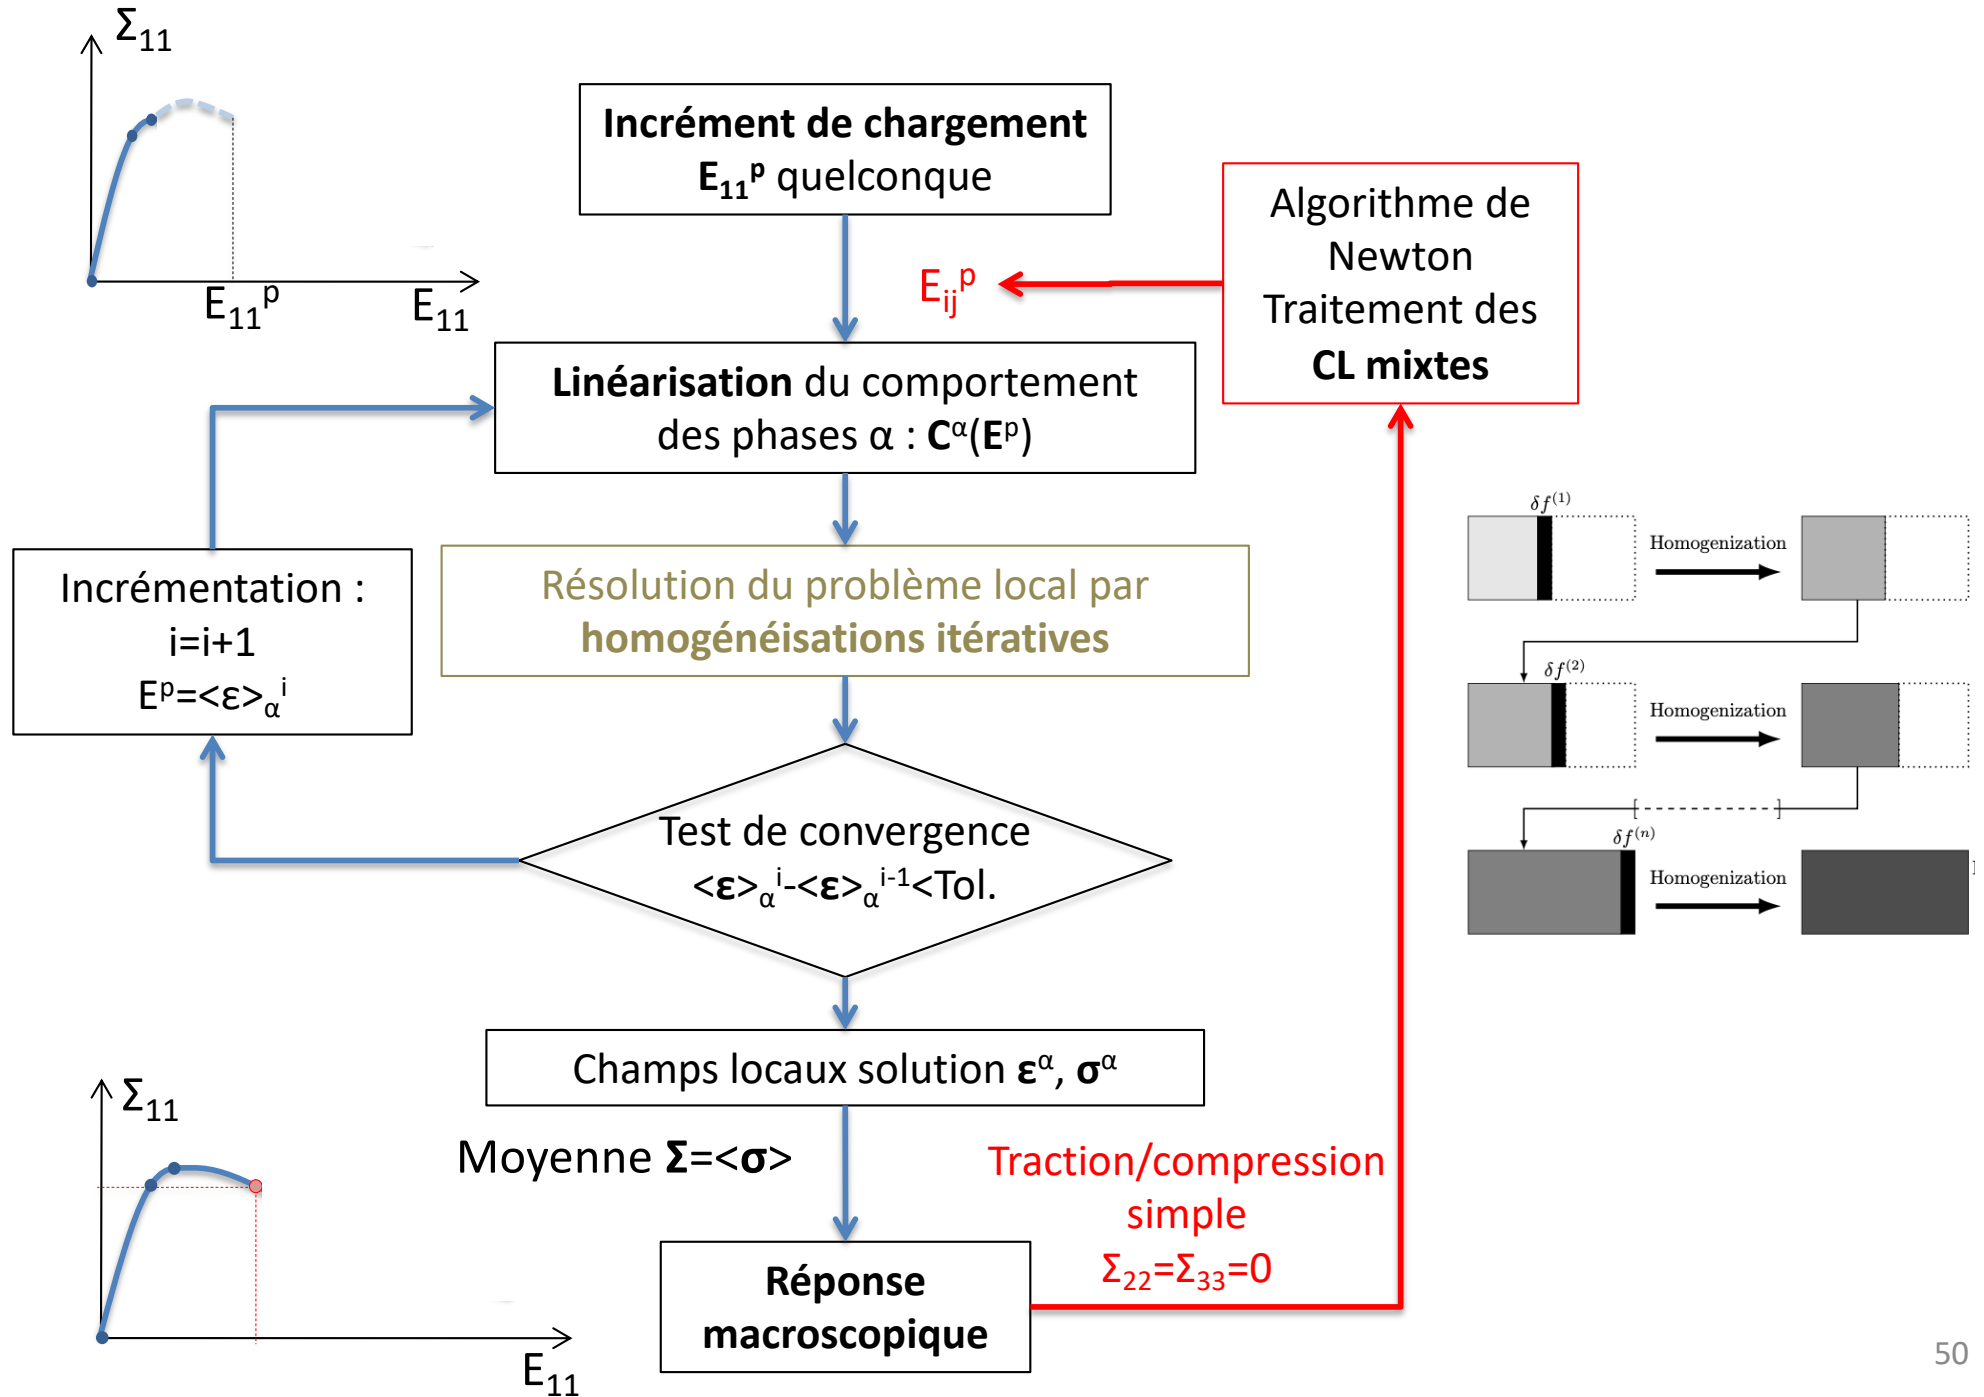 Σ₁₁
E₁₁ᵖ
E₁₁
Incrément de chargement
E₁₁ᵖ quelconque
Eᵢⱼᵖ
Algorithme de
Newton
Traitement des
CL mixtes
Linéarisation du comportement
des phases α : Cᵅ(Eᵖ)
Incrémentation :
i=i+1
Eᵖ=<ε>αⁱ
Résolution du problème local par
homogénéisations itératives
Test de convergence
<ε>αⁱ-<ε>αⁱ⁻¹<Tol.
Champs locaux solution εᵅ, σᵅ
Moyenne Σ=<σ>
Traction/compression
simple
Σ₂₂=Σ₃₃=0
Réponse
macroscopique
Σ₁₁
E₁₁
δf⁽¹⁾
Homogenization
δf⁽²⁾
Homogenization
δf⁽ⁿ⁾
Homogenization
50